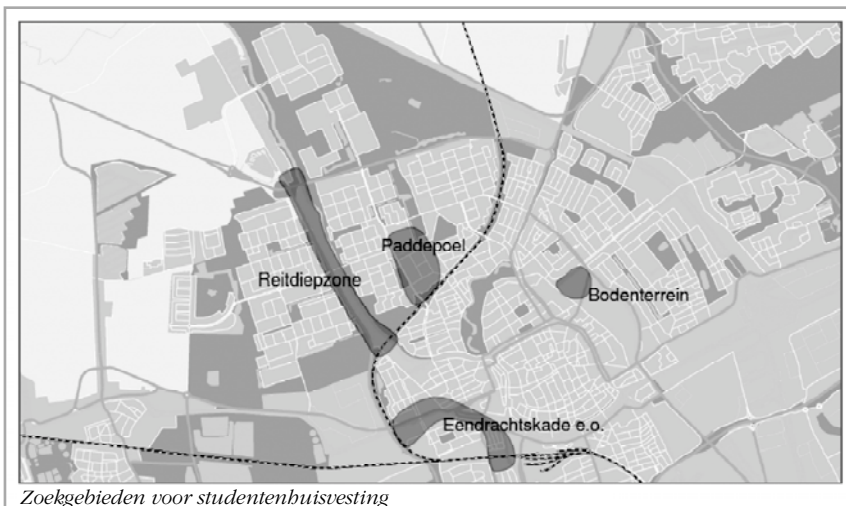 Paddepoel
Reitdiepzone
Bodenterrein
Eendrachtskade e.o.
Zoekgebieden voor studentenhuisvesting